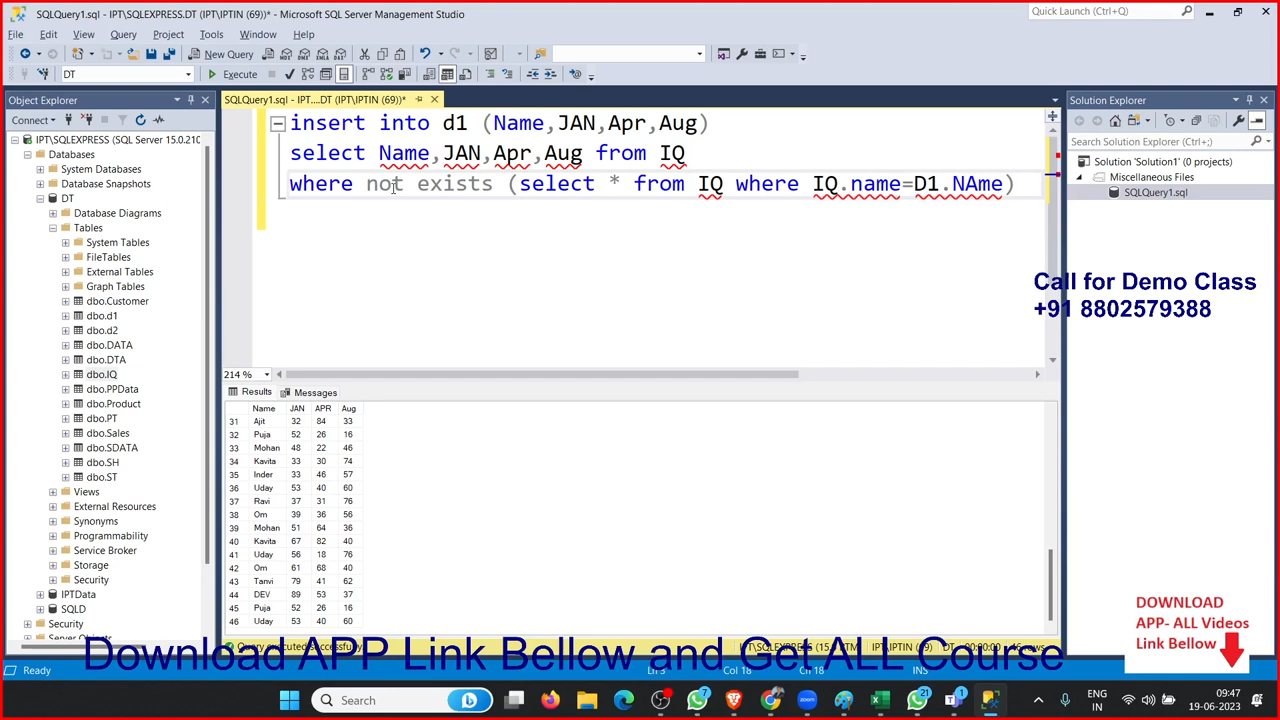 SQLQuery1.sql - IPT\SQLEXPRESS.DT (IPT\IPTIN (69))* - Microsoft SQL Server Management Studio
Quick Launch (Ctrl+Q)
File Edit View Query Project Tools Window Help
New Query
DT
Execute
Object Explorer
SQLQuery1.sql - IPT....DT (IPT\IPTIN (69))*
Solution Explorer
Connect
Search Solution Explorer (Ctrl+;)
IPT\SQLEXPRESS (SQL Server 15.0.210
Databases
System Databases
Database Snapshots
DT
Database Diagrams
Tables
System Tables
FileTables
External Tables
Graph Tables
dbo.Customer
dbo.d1
dbo.d2
dbo.DATA
dbo.DTA
dbo.IQ
dbo.PPData
dbo.Product
dbo.PT
dbo.Sales
dbo.SDATA
dbo.SH
dbo.ST
Views
External Resources
Synonyms
Programmability
Service Broker
Storage
Security
IPTData
SQLD
Security
Server Objects
insert into d1 (Name,JAN,Apr,Aug)
select Name,JAN,Apr,Aug from IQ
where not exists (select * from IQ where IQ.name=D1.NAme)
214 %
Results Messages
Name JAN APR Aug
31 Ajit 32 84 33
32 Puja 52 26 16
33 Mohan 48 22 46
34 Kavita 33 30 74
35 Inder 33 46 57
36 Uday 53 40 60
37 Ravi 37 31 76
38 Om 39 36 56
39 Mohan 51 64 36
40 Kavita 67 82 40
41 Uday 56 18 76
42 Om 61 68 40
43 Tanvi 79 41 62
44 DEV 89 53 37
45 Puja 52 26 16
46 Uday 53 40 60
Solution 'Solution1' (0 projects)
Miscellaneous Files
SQLQuery1.sql
Call for Demo Class
+91 8802579388
DOWNLOAD
APP- ALL Videos
Link Bellow
Download APP Link Bellow and Get ALL Course
Ready
Col 18
INS
Search
7
21
1
ENG
IN
09:47
19-06-2023